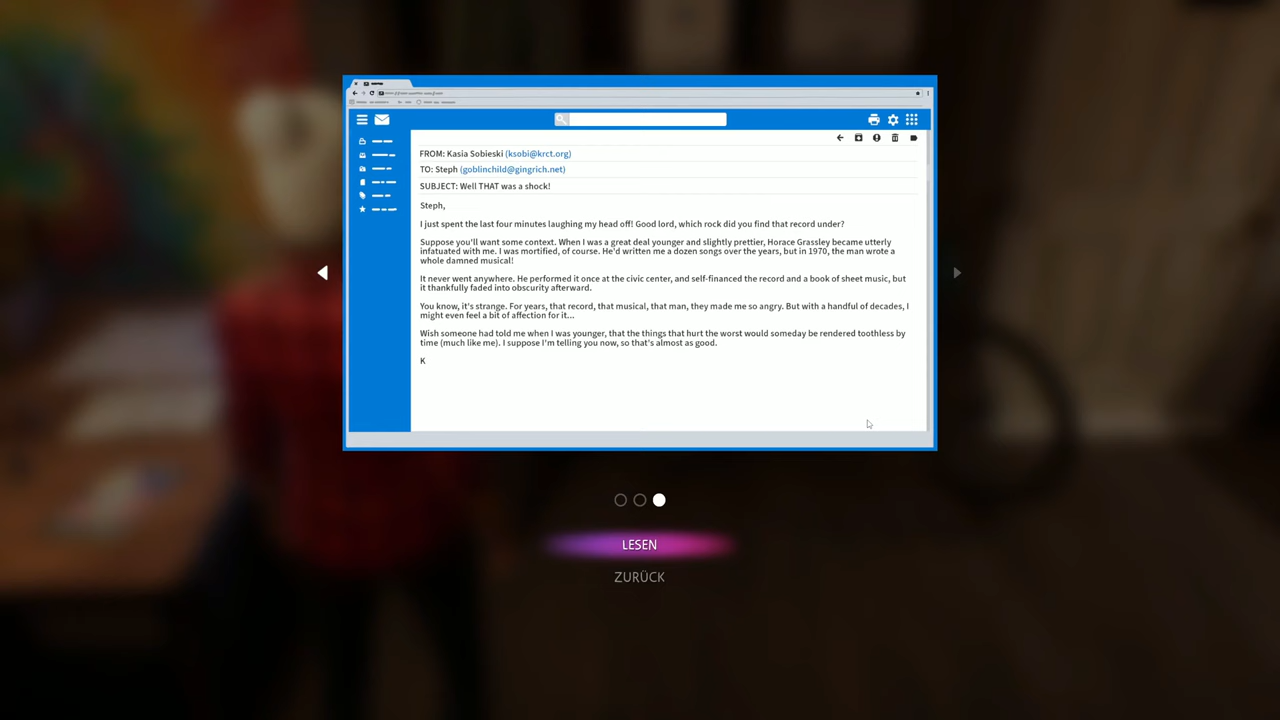 FROM: Kasia Sobieski (ksobi@krct.org)
TO: Steph (goblinchild@gingrich.net)
SUBJECT: Well THAT was a shock!
Steph,
I just spent the last four minutes laughing my head off! Good lord, which rock did you find that record under?
Suppose you'll want some context. When I was a great deal younger and slightly prettier, Horace Grassley became utterly
infatuated with me. I was mortified, of course. He'd written me a dozen songs over the years, but in 1970, the man wrote a
whole damned musical!
It never went anywhere. He performed it once at the civic center, and self-financed the record and a book of sheet music, but
it thankfully faded into obscurity afterward.
You know, it's strange. For years, that record, that musical, that man, they made me so angry. But with a handful of decades, I
might even feel a bit of affection for it...
Wish someone had told me when I was younger, that the things that hurt the worst would someday be rendered toothless by
time (much like me). I suppose I'm telling you now, so that's almost as good.
K
LESEN
ZURÜCK